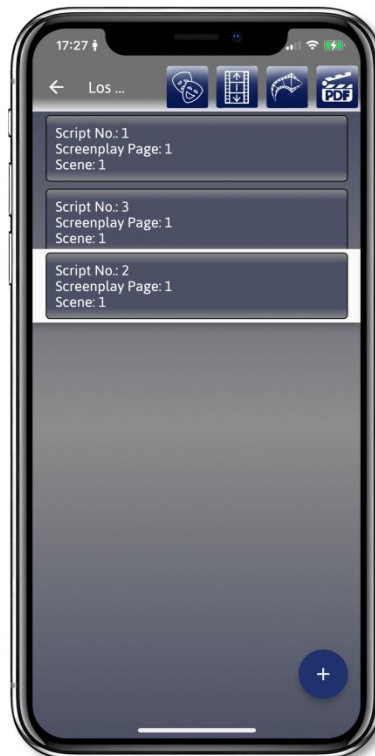 17:27
Los ...
PDF
Script No.: 1
Screenplay Page: 1
Scene: 1
Script No.: 3
Screenplay Page: 1
Scene: 1
Script No.: 2
Screenplay Page: 1
Scene: 1
+